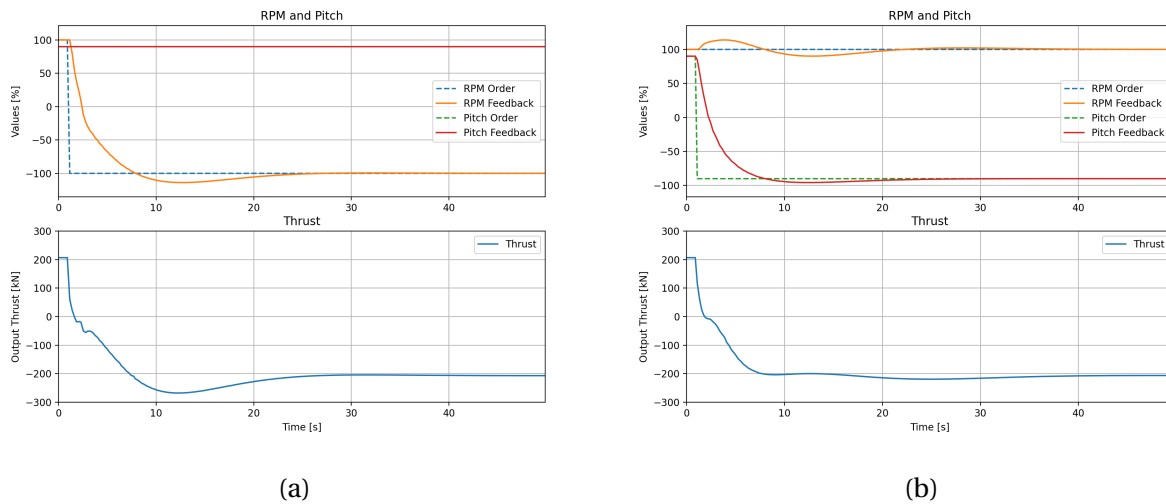 RPM and Pitch
100
50
0
−50
−100
Values [%]
RPM Order
RPM Feedback
Pitch Order
Pitch Feedback
0
10
20
30
40
Thrust
300
200
100
0
−100
−200
−300
Output Thrust [kN]
Thrust
0
10
20
30
40
Time [s]
(a)
RPM and Pitch
100
50
0
−50
−100
Values [%]
RPM Order
RPM Feedback
Pitch Order
Pitch Feedback
0
10
20
30
40
Thrust
300
200
100
0
−100
−200
−300
Output Thrust [kN]
Thrust
0
10
20
30
40
Time [s]
(b)